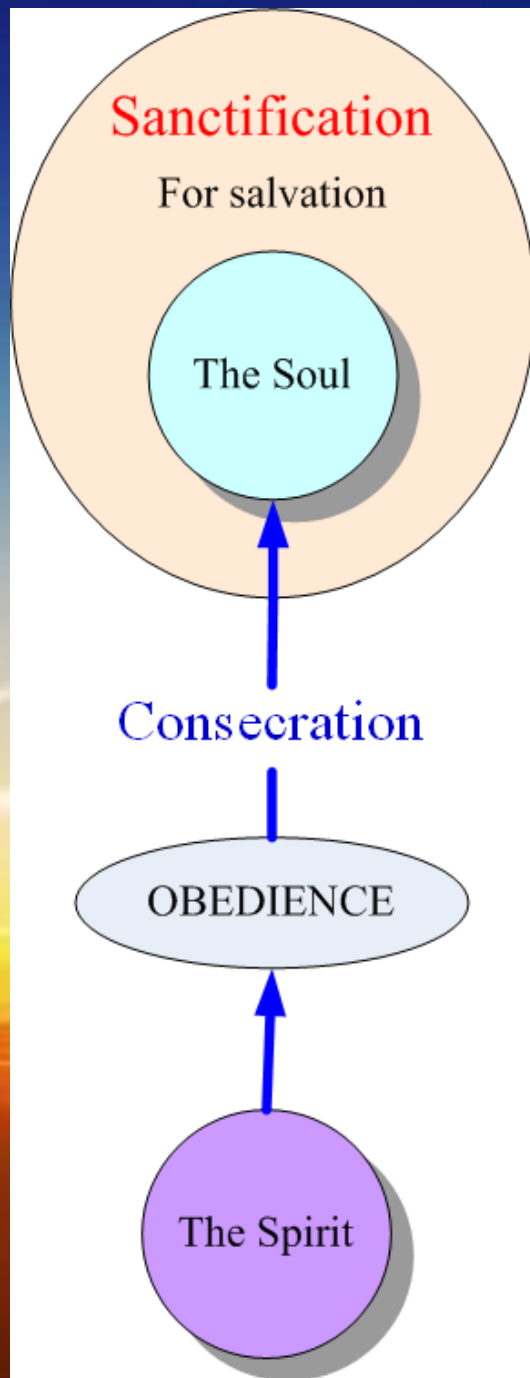 Sanctification
For salvation
The Soul
Consecration
OBEDIENCE
The Spirit